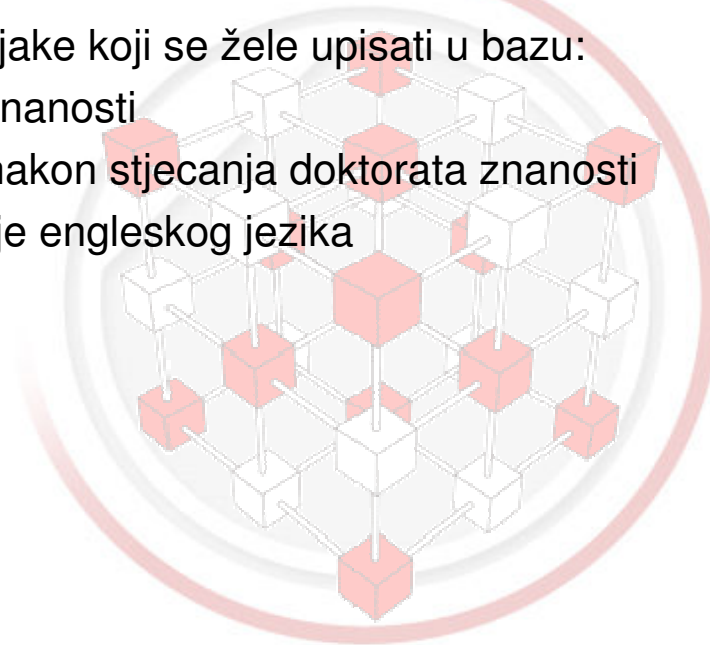 jake koji se žele upisati u bazu:
nanosti
nakon stjecanja doktorata znanosti
je engleskog jezika